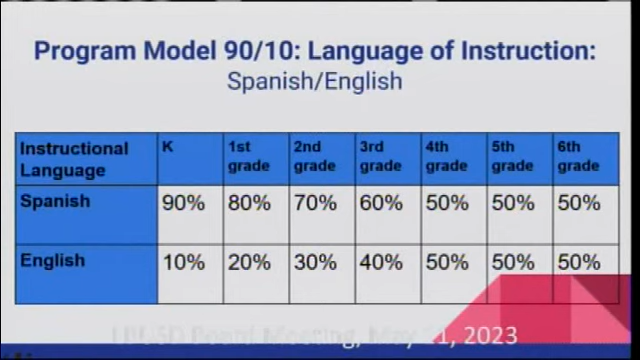 Program Model 90/10: Language of Instruction:
Spanish/English
Instructional Language K 1st grade 2nd grade 3rd grade 4th grade 5th grade 6th grade
Spanish 90% 80% 70% 60% 50% 50% 50%
English 10% 20% 30% 40% 50% 50% 50%
Meeting, May 2023